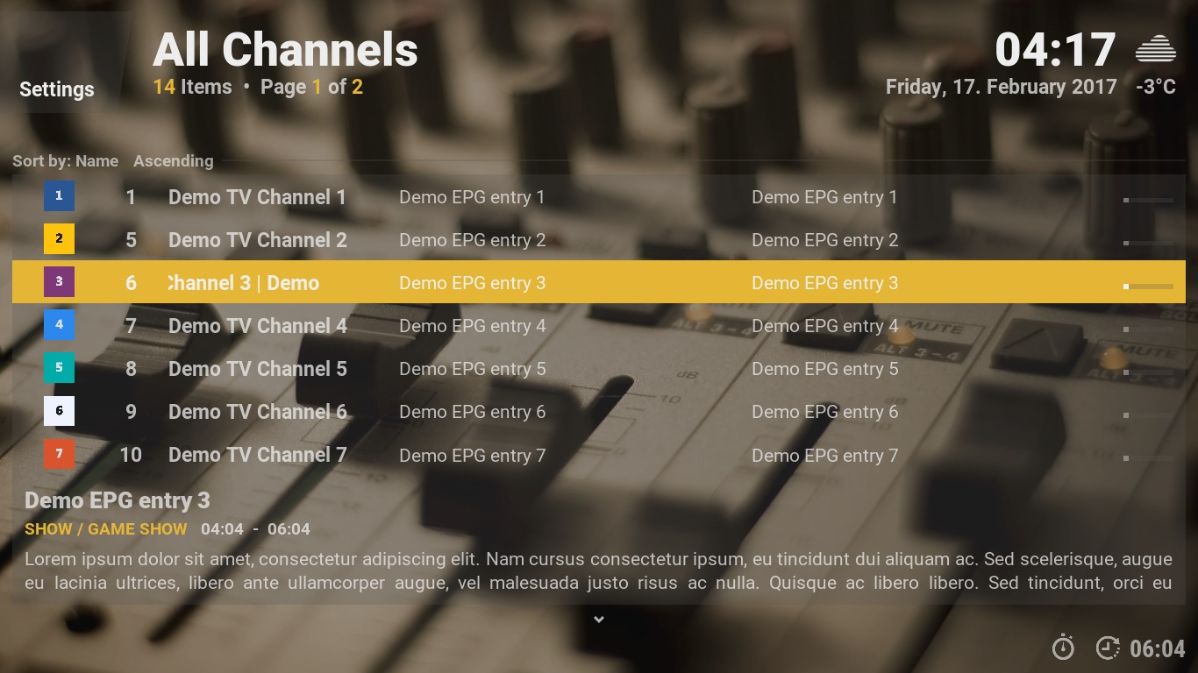 All Channels
04:17
Settings
14 Items • Page 1 of 2
Friday, 17. February 2017 -3°C
Sort by: Name Ascending
1 1 Demo TV Channel 1 Demo EPG entry 1 Demo EPG entry 1
2 5 Demo TV Channel 2 Demo EPG entry 2 Demo EPG entry 2
3 6 Channel 3 | Demo Demo EPG entry 3 Demo EPG entry 3
4 7 Demo TV Channel 4 Demo EPG entry 4 Demo EPG entry 4
MUTE
ALT 3-4
MUTE
5 8 Demo TV Channel 5 Demo EPG entry 5 Demo EPG entry 5
dB
10
6 9 Demo TV Channel 6 Demo EPG entry 6 Demo EPG entry 6
7 10 Demo TV Channel 7 Demo EPG entry 7 Demo EPG entry 7
Demo EPG entry 3
SHOW / GAME SHOW 04:04 - 06:04
Lorem ipsum dolor sit amet, consectetur adipiscing elit. Nam cursus consectetur ipsum, eu tincidunt dui aliquam ac. Sed scelerisque, augue
eu lacinia ultrices, libero ante ullamcorper augue, vel malesuada justo risus ac nulla. Quisque ac libero libero. Sed tincidunt, orci eu
06:04